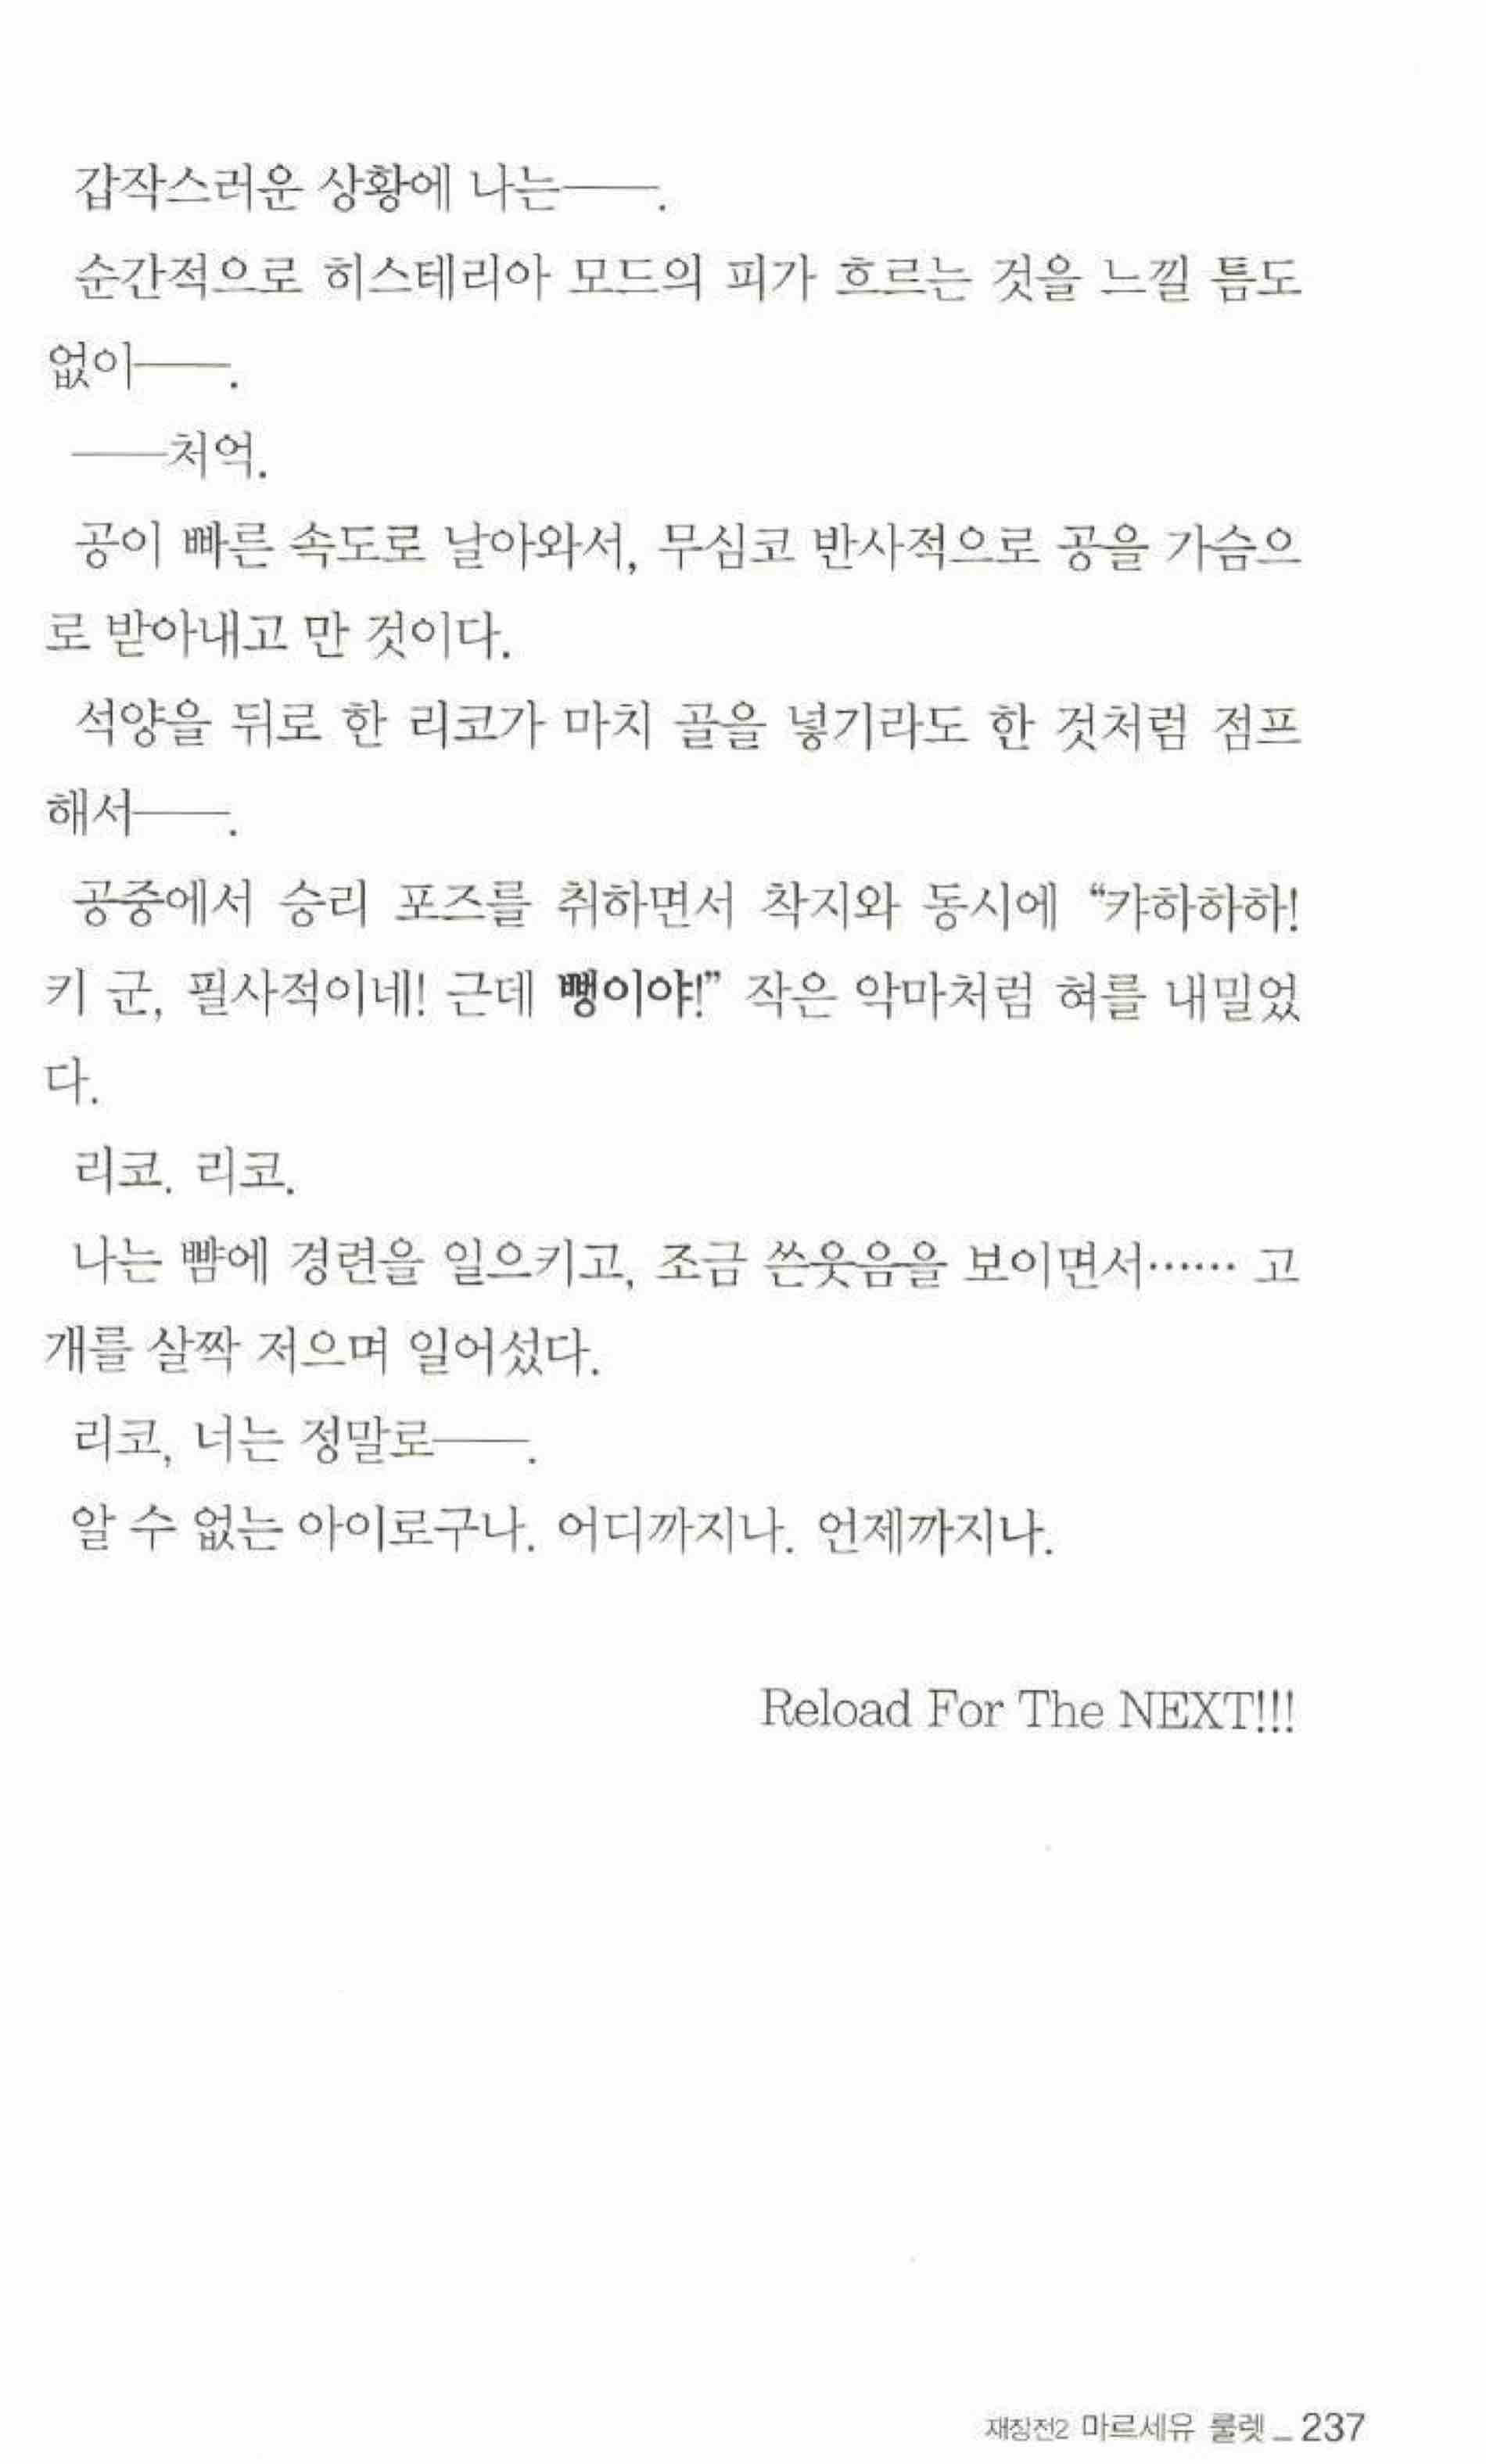 갑작스러운 상황에 나는――.
순간적으로 히스테리아 모드의 피가 흐르는 것을 느낄 틈도
없이――.
――처억.
공이 빠른 속도로 날아와서, 무심코 반사적으로 공을 가슴으
로 받아내고 만 것이다.
석양을 뒤로 한 리코가 마치 골을 넣기라도 한 것처럼 점프
해서――.
공중에서 승리 포즈를 취하면서 착지와 동시에 “캬하하하!
키 군, 필사적이네! 근데 뻥이야!” 작은 악마처럼 혀를 내밀었
다.
리코. 리코.
나는 뺨에 경련을 일으키고, 조금 쓴웃음을 보이면서…… 고
개를 살짝 저으며 일어섰다.
리코, 너는 정말로――.
알 수 없는 아이로구나. 어디까지나. 언제까지나.
Reload For The NEXT!!!
재장전2 마르세유 룰렛 _ 237